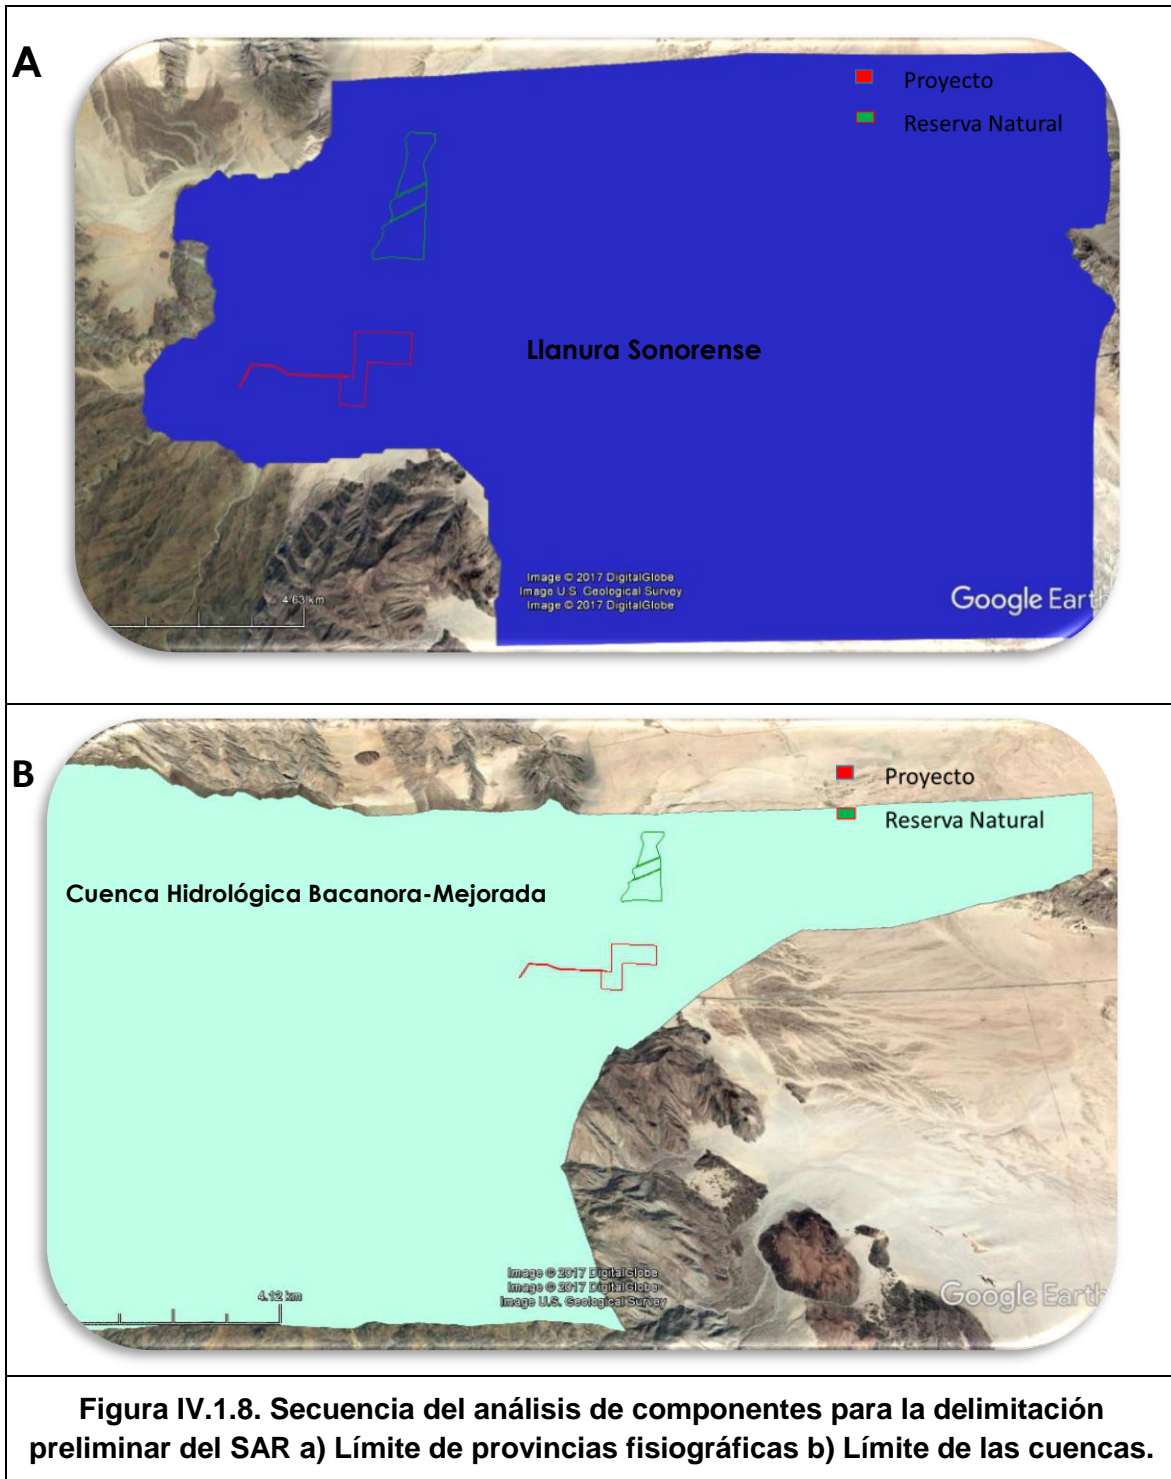 A
Proyecto
Reserva Natural
Llanura Sonorense
Image © 2017 DigitalGlobe
Image U.S. Geological Survey
Image © 2017 DigitalGlobe
4.63 km
Google Earth
B
Proyecto
Reserva Natural
Cuenca Hidrológica Bacanora-Mejorada
Image © 2017 DigitalGlobe
Image © 2017 DigitalGlobe
Image U.S. Geological Survey
4.12 km
Google Earth
Figura IV.1.8. Secuencia del análisis de componentes para la delimitación
preliminar del SAR a) Límite de provincias fisiográficas b) Límite de las cuencas.